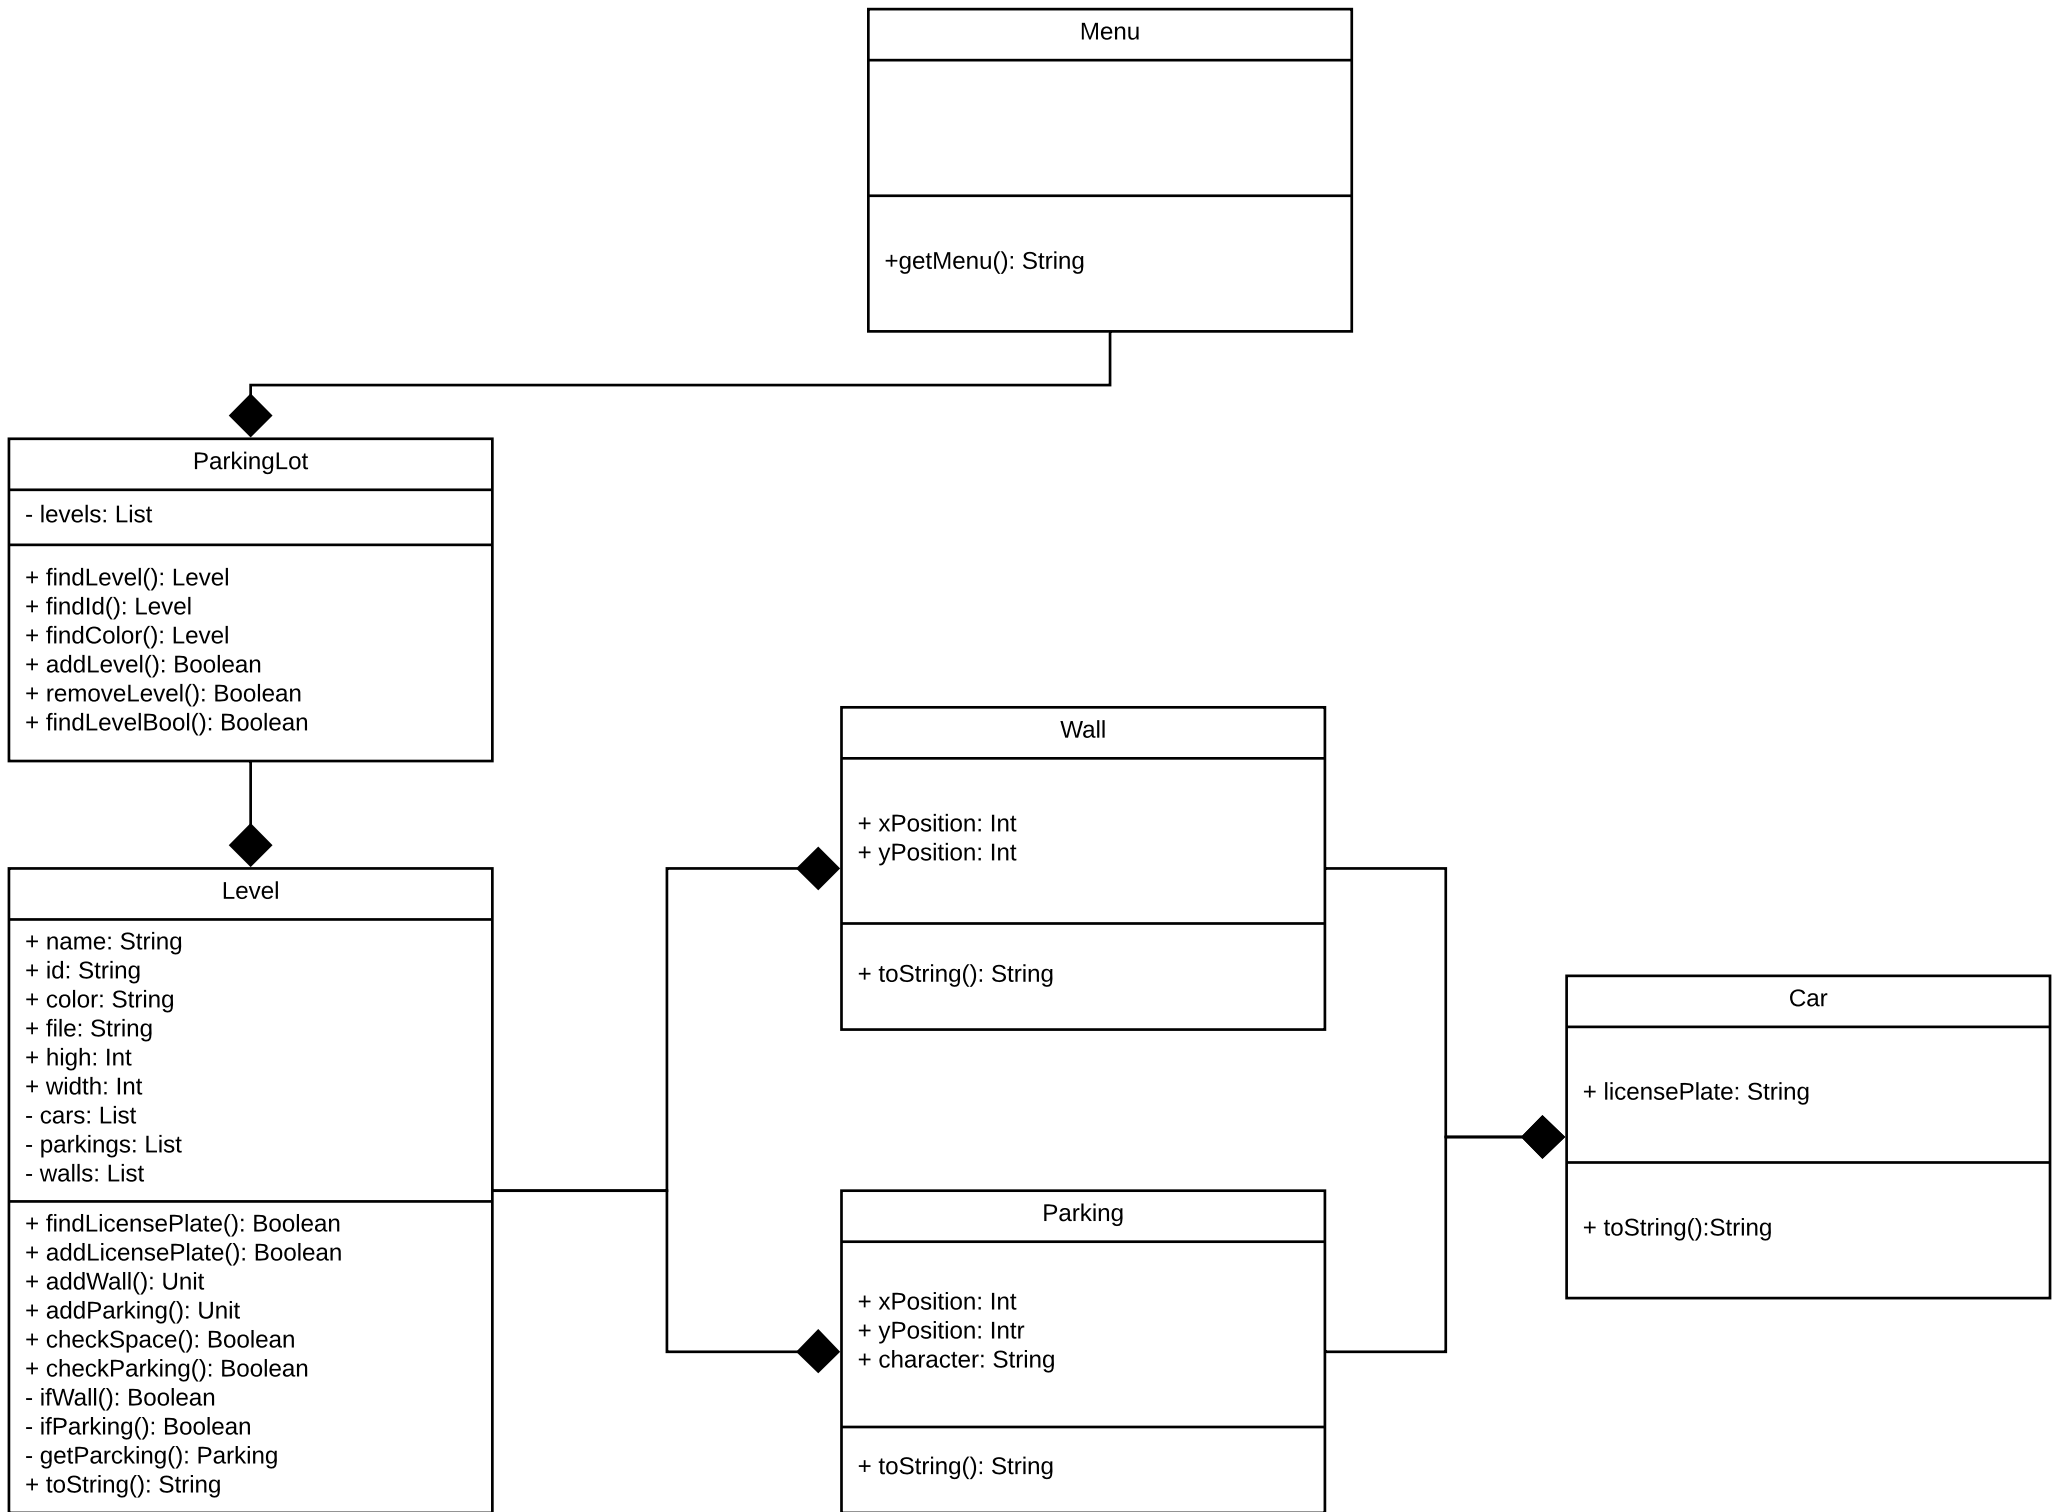 Menu
+getMenu(): String
ParkingLot
- levels: List
+ findLevel(): Level
+ findId(): Level
+ findColor(): Level
+ addLevel(): Boolean
+ removeLevel(): Boolean
+ findLevelBool(): Boolean
Level
+ name: String
+ id: String
+ color: String
+ file: String
+ high: Int
+ width: Int
- cars: List
- parkings: List
- walls: List
+ findLicensePlate(): Boolean
+ addLicensePlate(): Boolean
+ addWall(): Unit
+ addParking(): Unit
+ checkSpace(): Boolean
+ checkParking(): Boolean
- ifWall(): Boolean
- ifParking(): Boolean
- getParcking(): Parking
+ toString(): String
Wall
+ xPosition: Int
+ yPosition: Int
+ toString(): String
Parking
+ xPosition: Int
+ yPosition: Intr
+ character: String
+ toString(): String
Car
+ licensePlate: String
+ toString():String